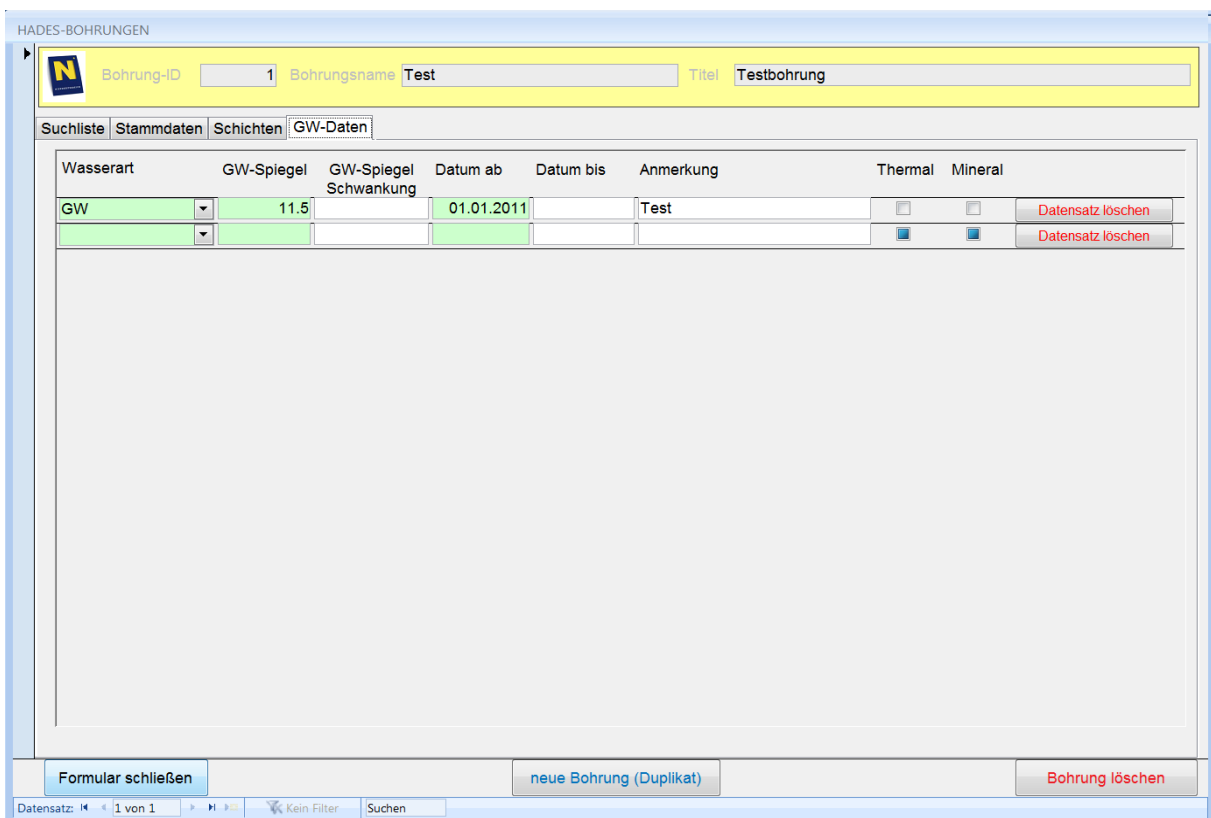 HADES-BOHRUNGEN
N Bohrung-ID 1 Bohrungsname Test Titel Testbohrung
Suchliste Stammdaten Schichten GW-Daten
Wasserart GW-Spiegel GW-Spiegel Datum ab Datum bis Anmerkung Thermal Mineral
Schwankung
GW 11.5 01.01.2011 Test Datensatz löschen
Datensatz löschen
Formular schließen neue Bohrung (Duplikat) Bohrung löschen
Datensatz: 1 von 1 Kein Filter Suchen